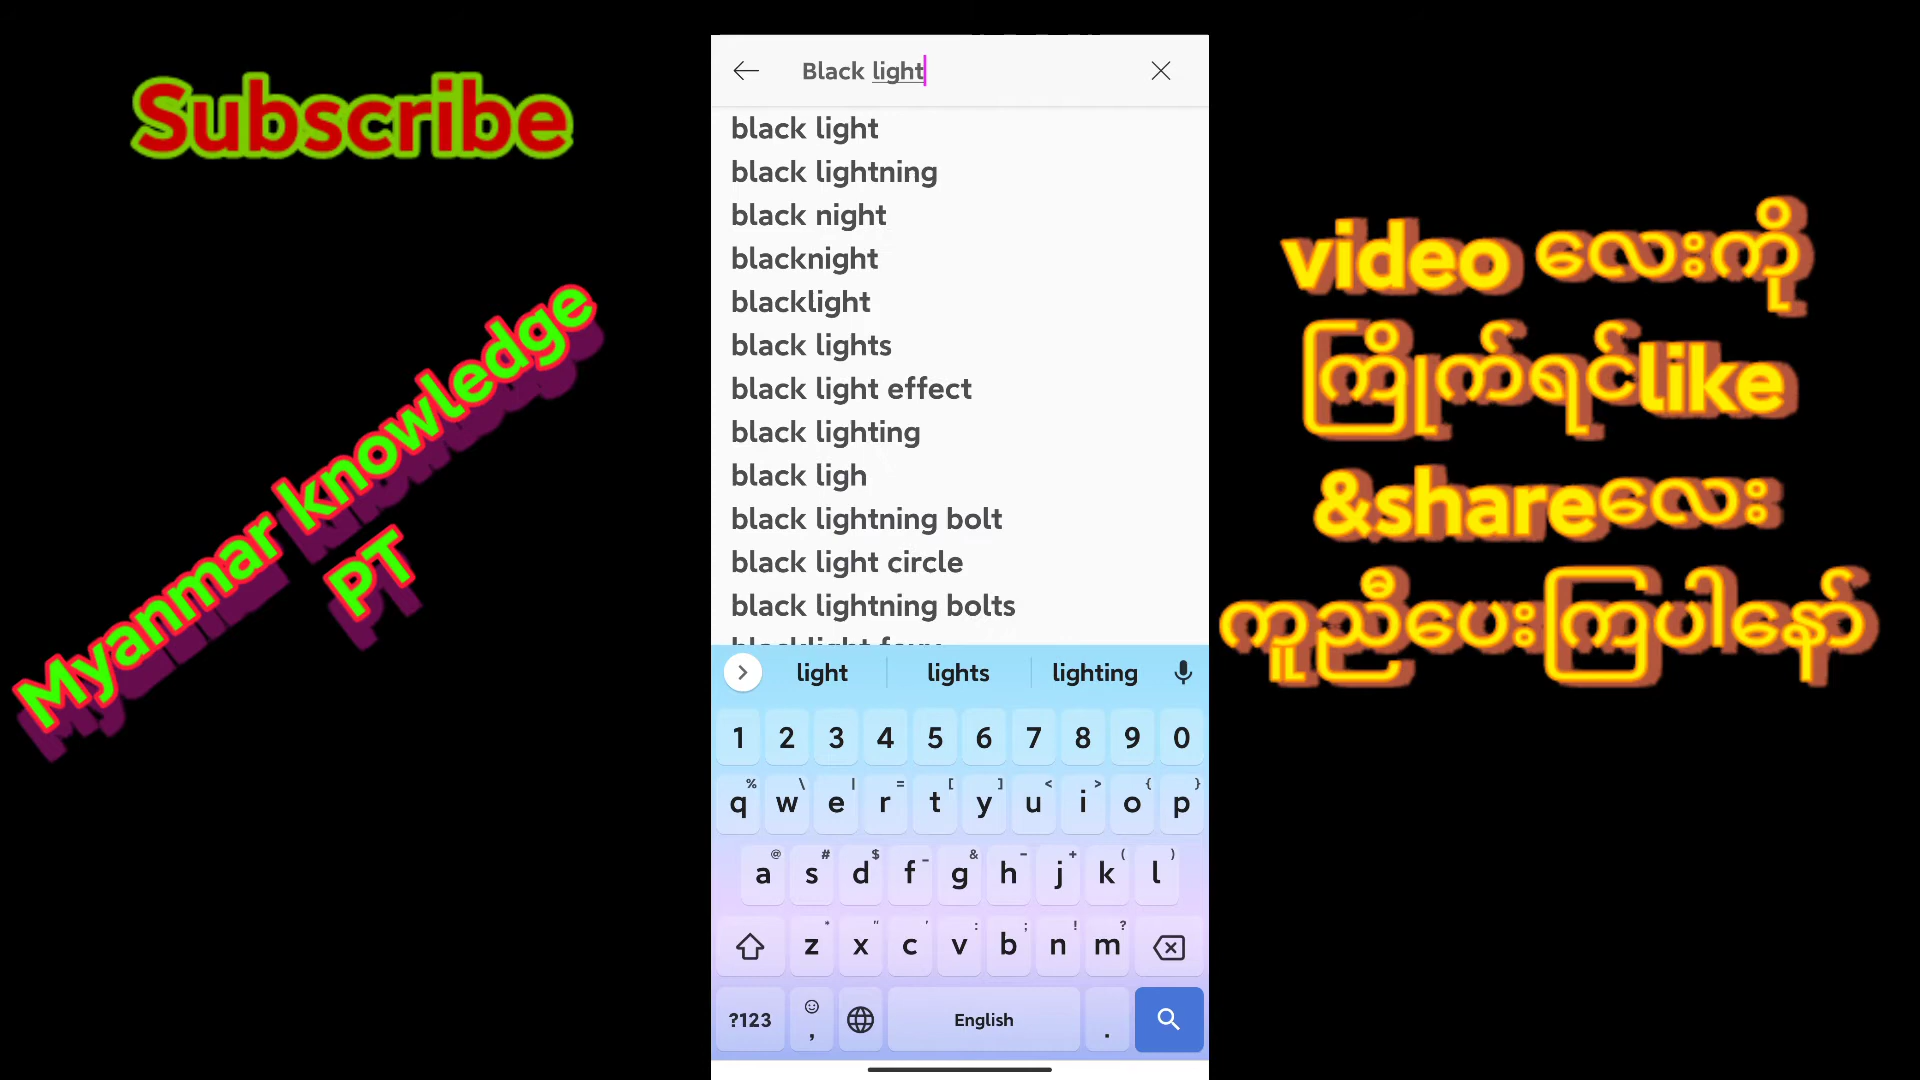 Subscribe
Myanmar knowledge
PT
Black light
black light
black lightning
black night
blacknight
blacklight
black lights
black light effect
black lighting
black ligh
black lightning bolt
black light circle
black lightning bolts
light lights lighting
1 2 3 4 5 6 7 8 9 0
% \ | = [ ] < > { }
q w e r t y u i o p
@ # $ _ & - + ( )
a s d f g h j k l
* " ' : ; ! ?
z x c v b n m
?123 , English .
video လေးကို
ကြိုက်ရင်like
&shareလေး
ကူညီပေးကြပါနော်